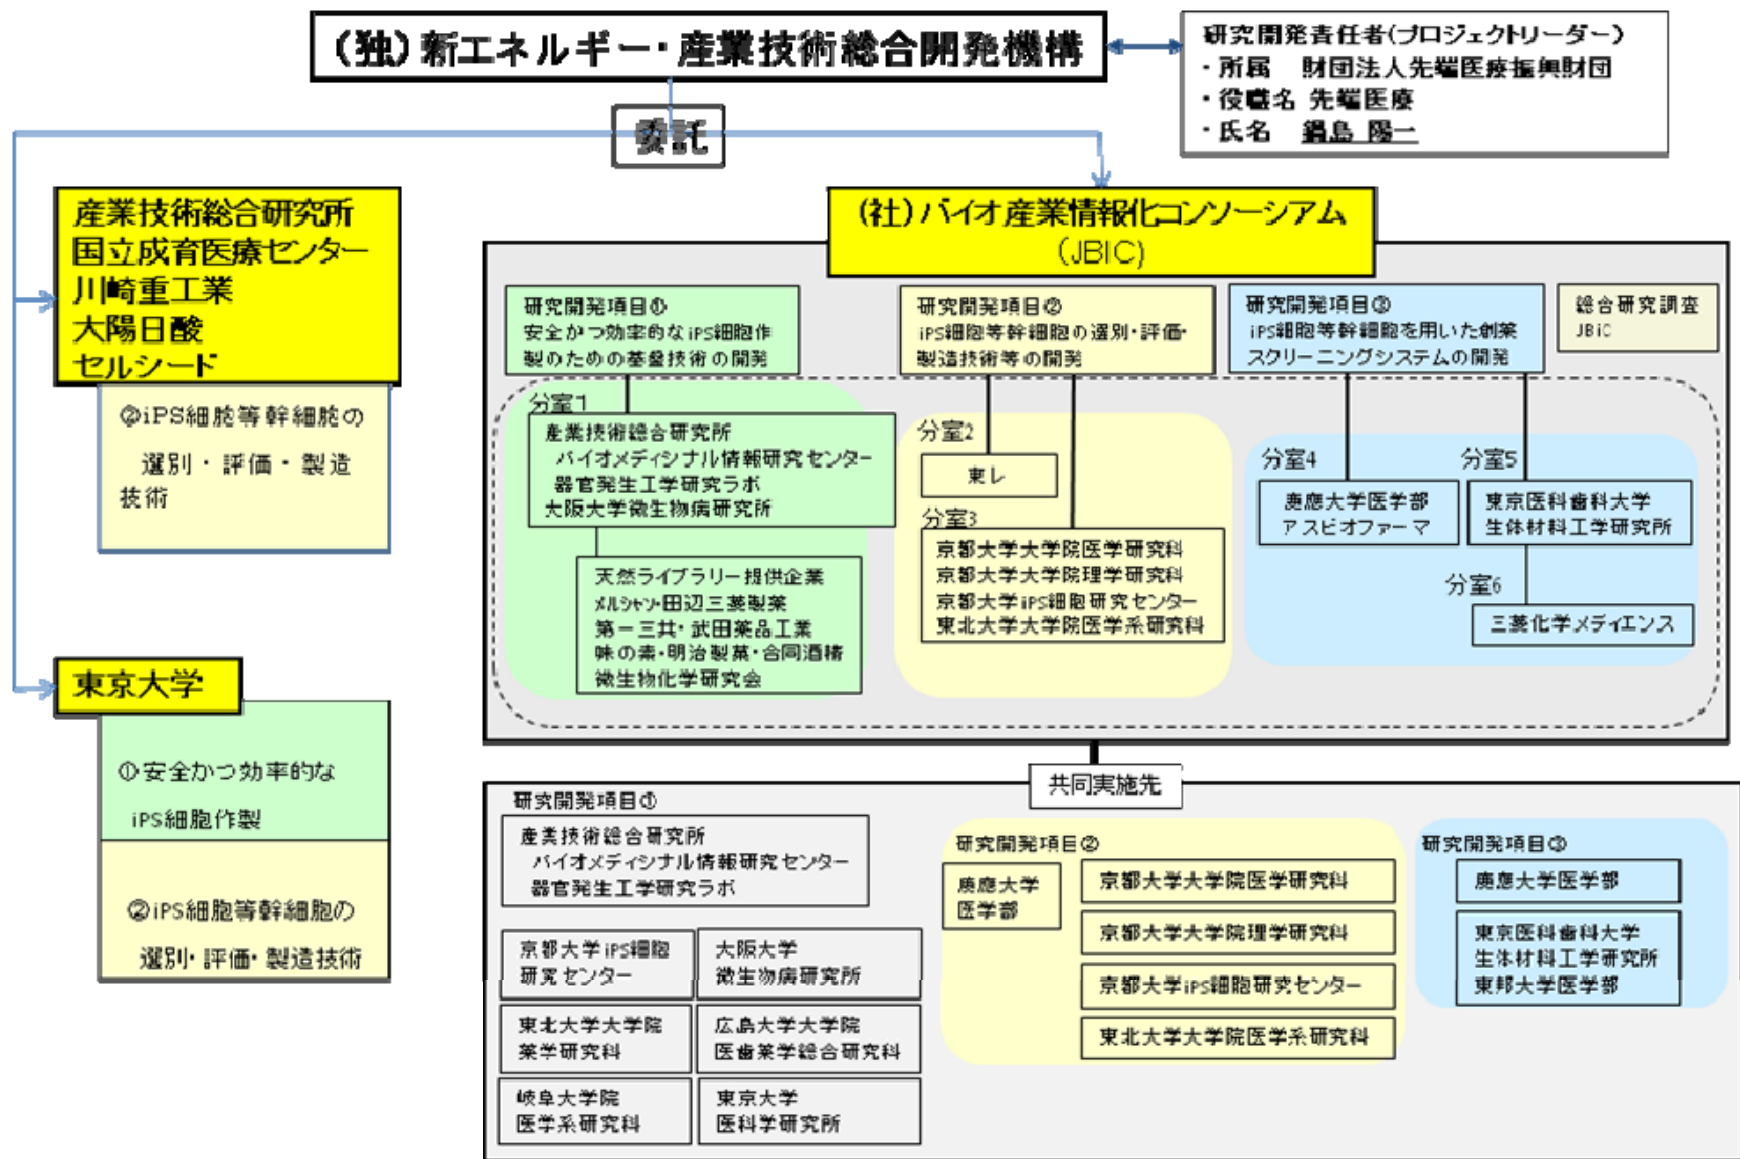 (独)新エネルギー・産業技術総合開発機構
研究開発責任者(プロジェクトリーダー)
・所属 財団法人先端医療振興財団
・役職名 先端医療
・氏名 鍋島 陽一
委託
産業技術総合研究所
国立成育医療センター
川崎重工業
大陽日酸
セルシード
②iPS細胞等幹細胞の
選別・評価・製造
技術
東京大学
①安全かつ効率的な
iPS細胞作製
②iPS細胞等幹細胞の
選別・評価・製造技術
(社)バイオ産業情報化コンソーシアム
(JBIC)
研究開発項目①
安全かつ効率的なiPS細胞作
製のための基盤技術の開発
分室1
産業技術総合研究所
バイオメディシナル情報研究センター
器官発生工学研究ラボ
大阪大学微生物病研究所
天然ライブラリー提供企業
メルシャン・田辺三菱製薬
第一三共・武田薬品工業
味の素・明治製菓・合同酒精
微生物化学研究会
研究開発項目②
iPS細胞等幹細胞の選別・評価・
製造技術等の開発
分室2
東レ
分室3
京都大学大学院医学研究科
京都大学大学院理学研究科
京都大学iPS細胞研究センター
東北大学大学院医学系研究科
研究開発項目③
iPS細胞等幹細胞を用いた創薬
スクリーニングシステムの開発
分室4
慶應大学医学部
アスビオファーマ
分室5
東京医科歯科大学
生体材料工学研究所
分室6
三菱化学メディエンス
総合研究調査
JBiC
共同実施先
研究開発項目①
産業技術総合研究所
バイオメディシナル情報研究センター
器官発生工学研究ラボ
京都大学iPS細胞
研究センター
大阪大学
微生物病研究所
東北大学大学院
薬学研究科
広島大学大学院
医歯薬学総合研究科
岐阜大学院
医学系研究科
東京大学
医科学研究所
研究開発項目②
慶應大学
医学部
京都大学大学院医学研究科
京都大学大学院理学研究科
京都大学iPS細胞研究センター
東北大学大学院医学系研究科
研究開発項目③
慶應大学医学部
東京医科歯科大学
生体材料工学研究所
東邦大学医学部